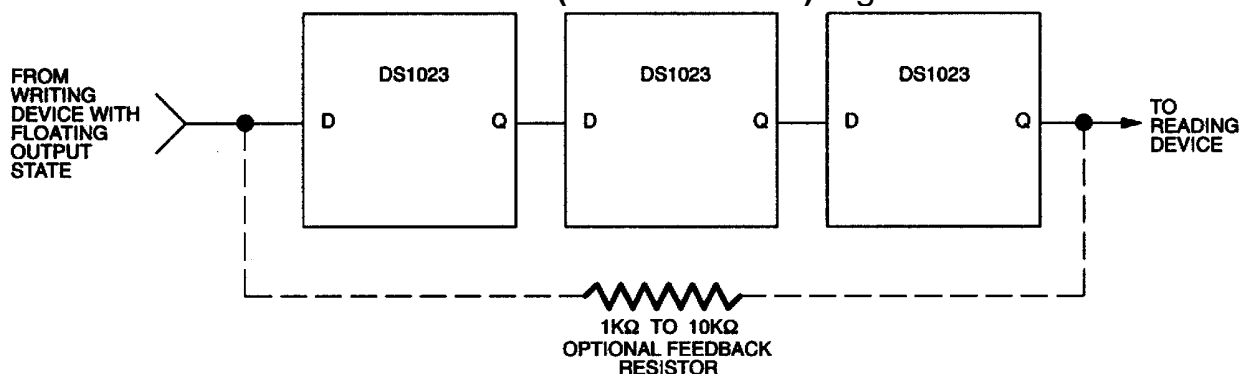 DS1023
DS1023
DS1023
FROM
WRITING
DEVICE WITH
FLOATING
OUTPUT
STATE
D
Q
D
Q
D
Q
TO
READING
DEVICE
1KΩ TO 10KΩ
OPTIONAL FEEDBACK
RESISTOR